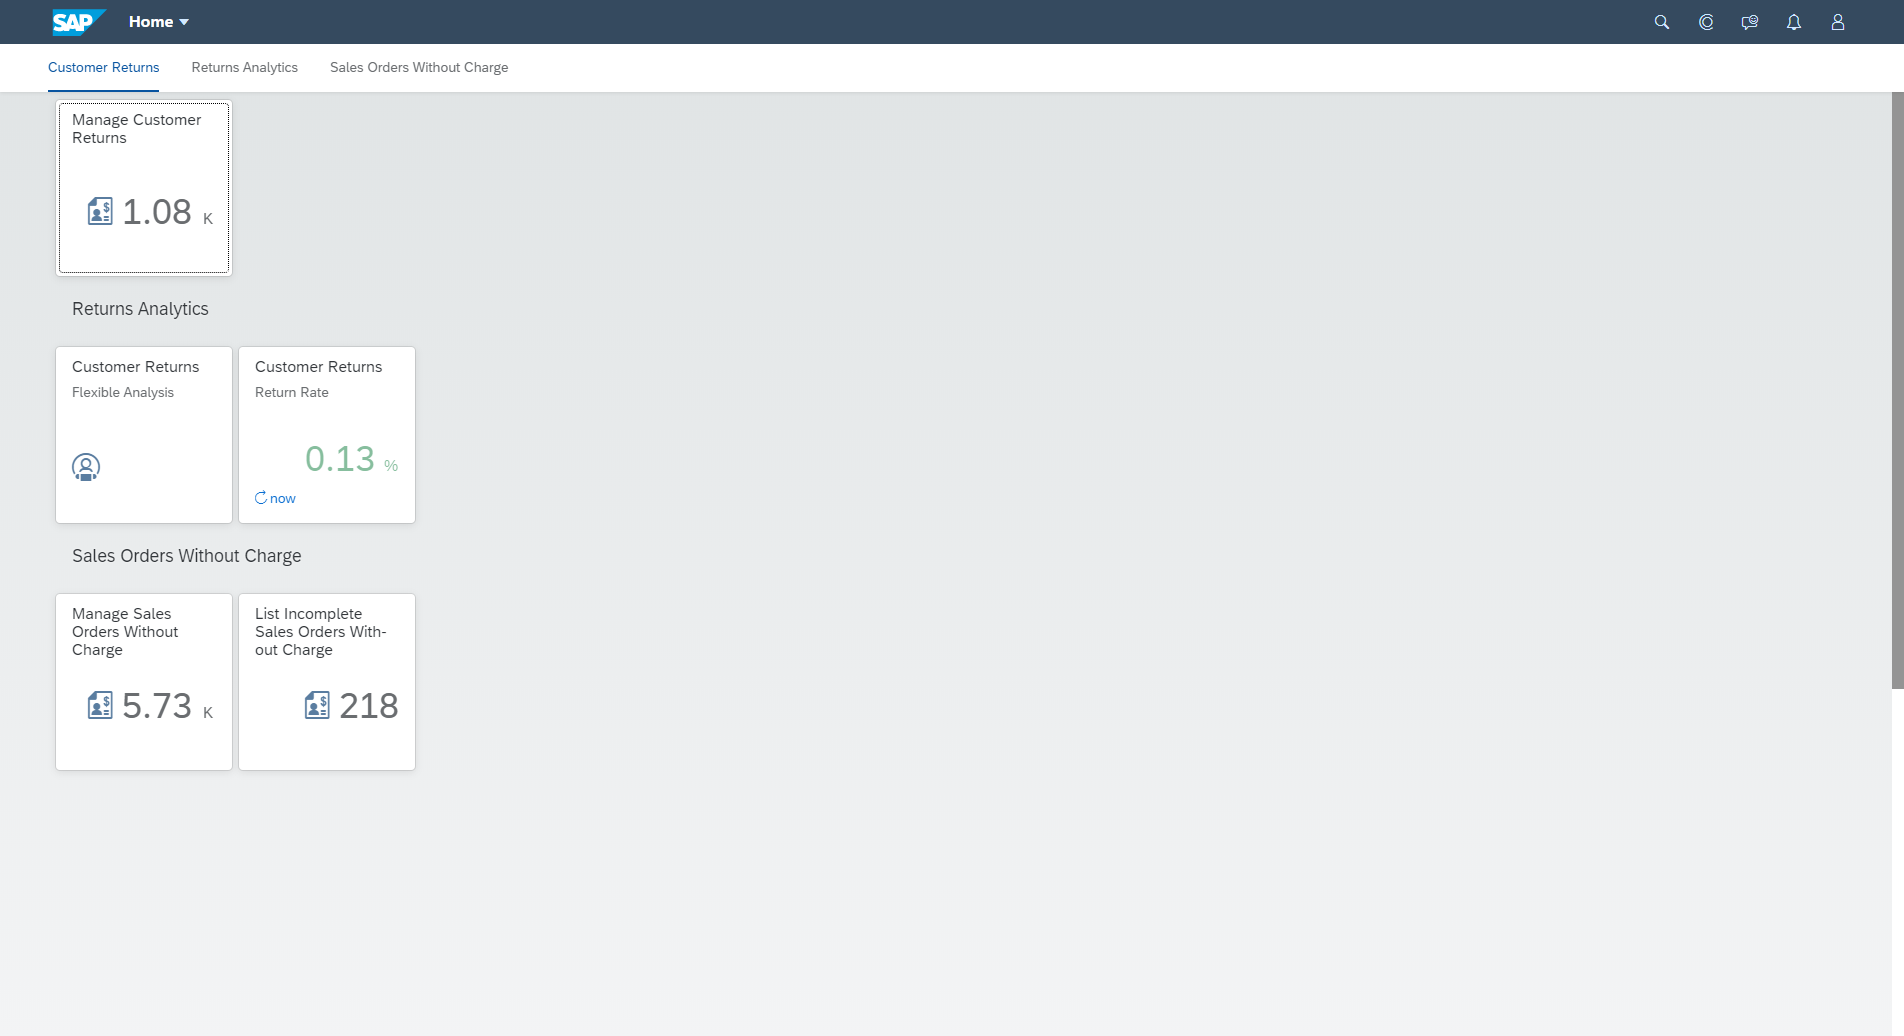 SAP Home
Customer Returns Returns Analytics Sales Orders Without Charge
Manage Customer
Returns
$ 1.08 K
Returns Analytics
Customer Returns
Flexible Analysis
Customer Returns
Return Rate
0.13 %
now
Sales Orders Without Charge
Manage Sales
Orders Without
Charge
$ 5.73 K
List Incomplete
Sales Orders With-
out Charge
$ 218